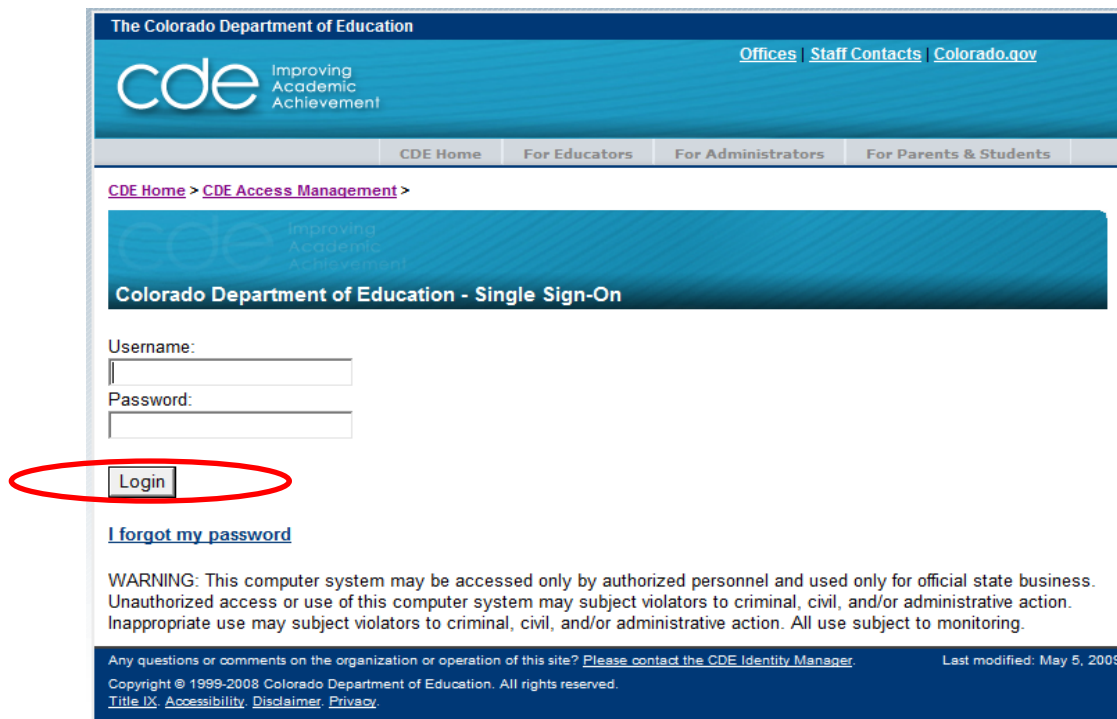 The Colorado Department of Education
Offices | Staff Contacts | Colorado.gov
cde Improving
Academic
Achievement
CDE Home For Educators For Administrators For Parents & Students
CDE Home > CDE Access Management >
cde Improving
Academic
Achievement
Colorado Department of Education - Single Sign-On
Username:
Password:
Login
I forgot my password
WARNING: This computer system may be accessed only by authorized personnel and used only for official state business.
Unauthorized access or use of this computer system may subject violators to criminal, civil, and/or administrative action.
Inappropriate use may subject violators to criminal, civil, and/or administrative action. All use subject to monitoring.
Any questions or comments on the organization or operation of this site? Please contact the CDE Identity Manager. Last modified: May 5, 2009
Copyright © 1999-2008 Colorado Department of Education. All rights reserved.
Title IX. Accessibility. Disclaimer. Privacy.